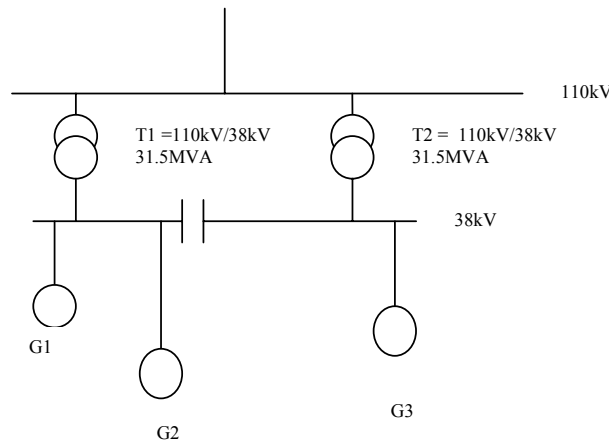 110kV
T1 =110kV/38kV
31.5MVA
T2 =  110kV/38kV
31.5MVA
38kV
G1
G2
G3